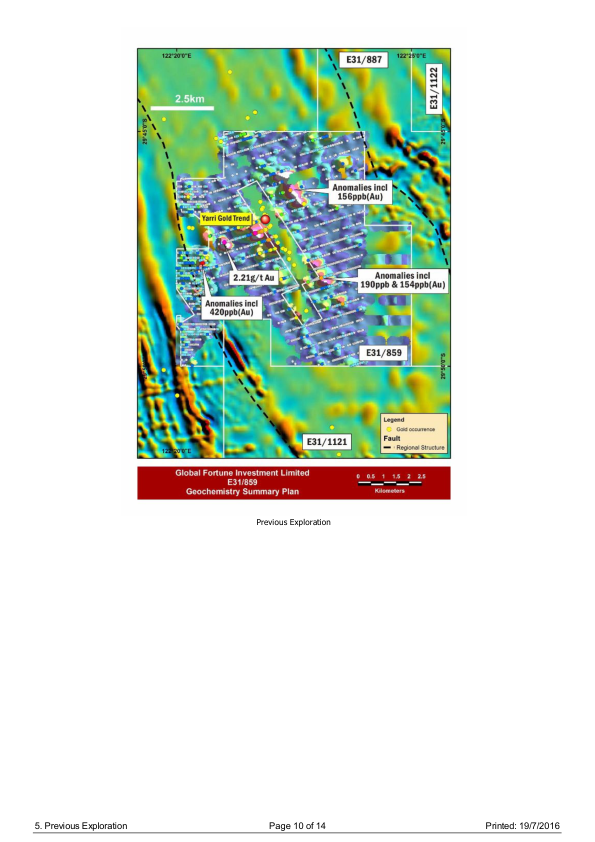 122°20'0"E
122°25'0"E
E31/887
E31/1122
2.5km
29°45'0"S
29°45'0"S
Anomalies incl
156ppb(Au)
Yarri Gold Trend
2.21g/t Au
Anomalies incl
190ppb & 154ppb(Au)
Anomalies incl
420ppb(Au)
E31/859
29°50'0"S
E31/1121
Legend
Gold occurrence
Fault
Regional Structure
122°20'0"E
Global Fortune Investment Limited
E31/859
Geochemistry Summary Plan
0 0.5 1 1.5 2 2.5
Kilometers
Previous Exploration
5. Previous Exploration Page 10 of 14 Printed: 19/7/2016